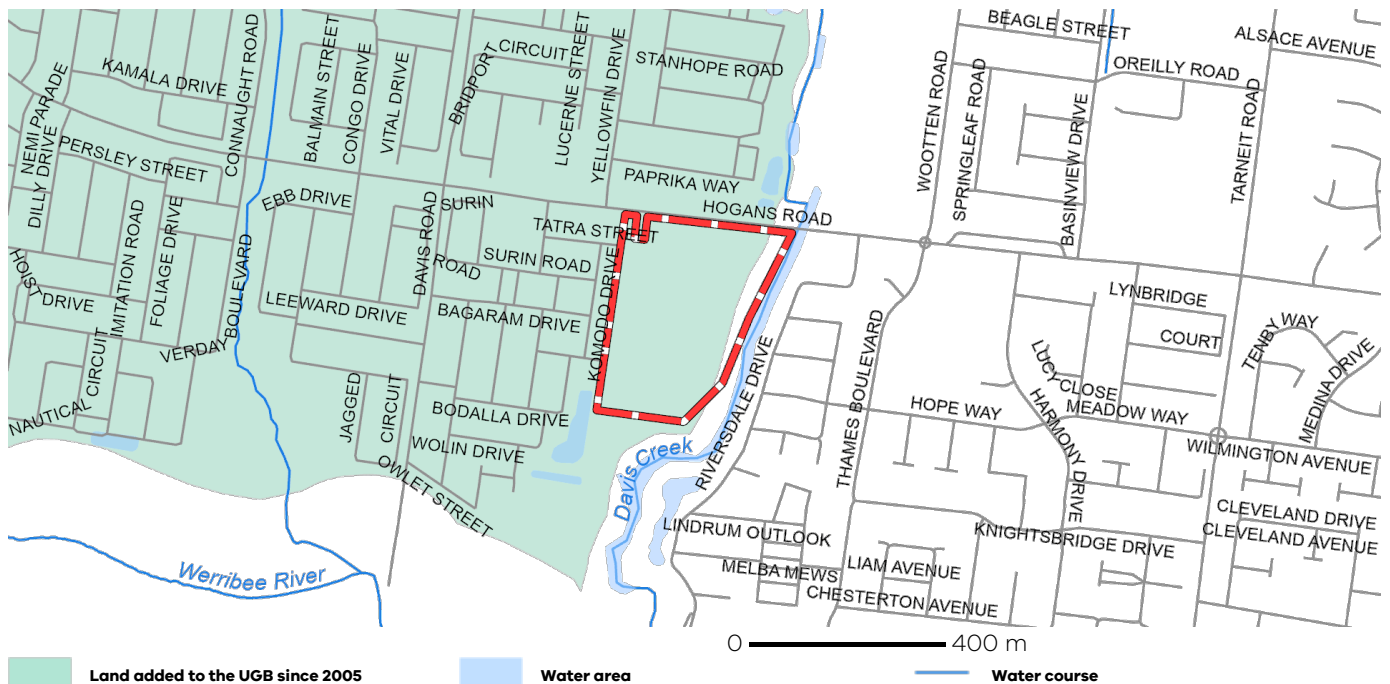 BEAGLE STREET
ALSACE AVENUE
KAMALA DRIVE
CONNAUGHT ROAD
BALMAIN STREET
CONGO DRIVE
VITAL DRIVE
BRIDPORT
CIRCUIT
LUCERNE STREET
YELLOWFIN DRIVE
STANHOPE ROAD
OREILLY ROAD
WOOTTEN ROAD
SPRINGLEAF ROAD
BASINVIEW DRIVE
TARNEIT ROAD
NEMI PARADE
DILLY DRIVE
PERSLEY STREET
PAPRIKA WAY
EBB DRIVE
SURIN
HOGANS ROAD
IMITATION ROAD
FOLIAGE DRIVE
BOULEVARD
DAVIS ROAD
TATRA STREET
SURIN ROAD
ROAD
KOMODO DRIVE
HOIST DRIVE
LEEWARD DRIVE
BAGARAM DRIVE
LYNBRIDGE
COURT
TENBY WAY
MEDINA DRIVE
VERDAY
CIRCUIT
NAUTICAL
JAGGED
CIRCUIT
BODALLA DRIVE
WOLIN DRIVE
OWLET STREET
RIVERSDALE DRIVE
THAMES BOULEVARD
LUCY CLOSE
HARMONY DRIVE
HOPE WAY
MEADOW WAY
WILMINGTON AVENUE
Davis Creek
CLEVELAND DRIVE
CLEVELAND AVENUE
LINDRUM OUTLOOK
KNIGHTSBRIDGE DRIVE
MELBA MEWS
LIAM AVENUE
CHESTERTON AVENUE
Werribee River
0 400 m
Land added to the UGB since 2005
Water area
Water course